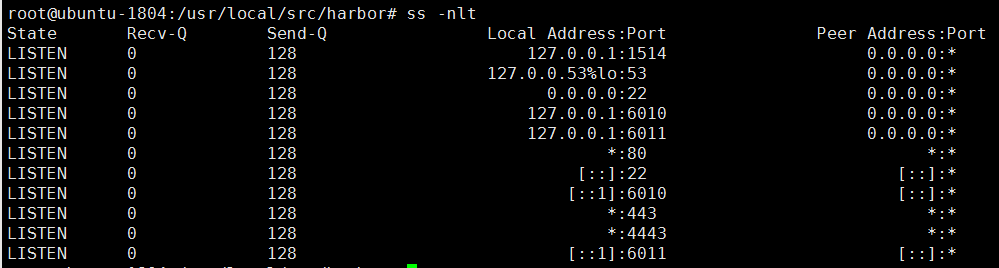 root@ubuntu-1804:/usr/local/src/harbor# ss -nlt
State Recv-Q Send-Q Local Address:Port Peer Address:Port
LISTEN 0 128 127.0.0.1:1514 0.0.0.0:*
LISTEN 0 128 127.0.0.53%lo:53 0.0.0.0:*
LISTEN 0 128 0.0.0.0:22 0.0.0.0:*
LISTEN 0 128 127.0.0.1:6010 0.0.0.0:*
LISTEN 0 128 127.0.0.1:6011 0.0.0.0:*
LISTEN 0 128 *:80 *:*
LISTEN 0 128 [::]:22 [::]:*
LISTEN 0 128 [::1]:6010 [::]:*
LISTEN 0 128 *:443 *:*
LISTEN 0 128 *:4443 *:*
LISTEN 0 128 [::1]:6011 [::]:*